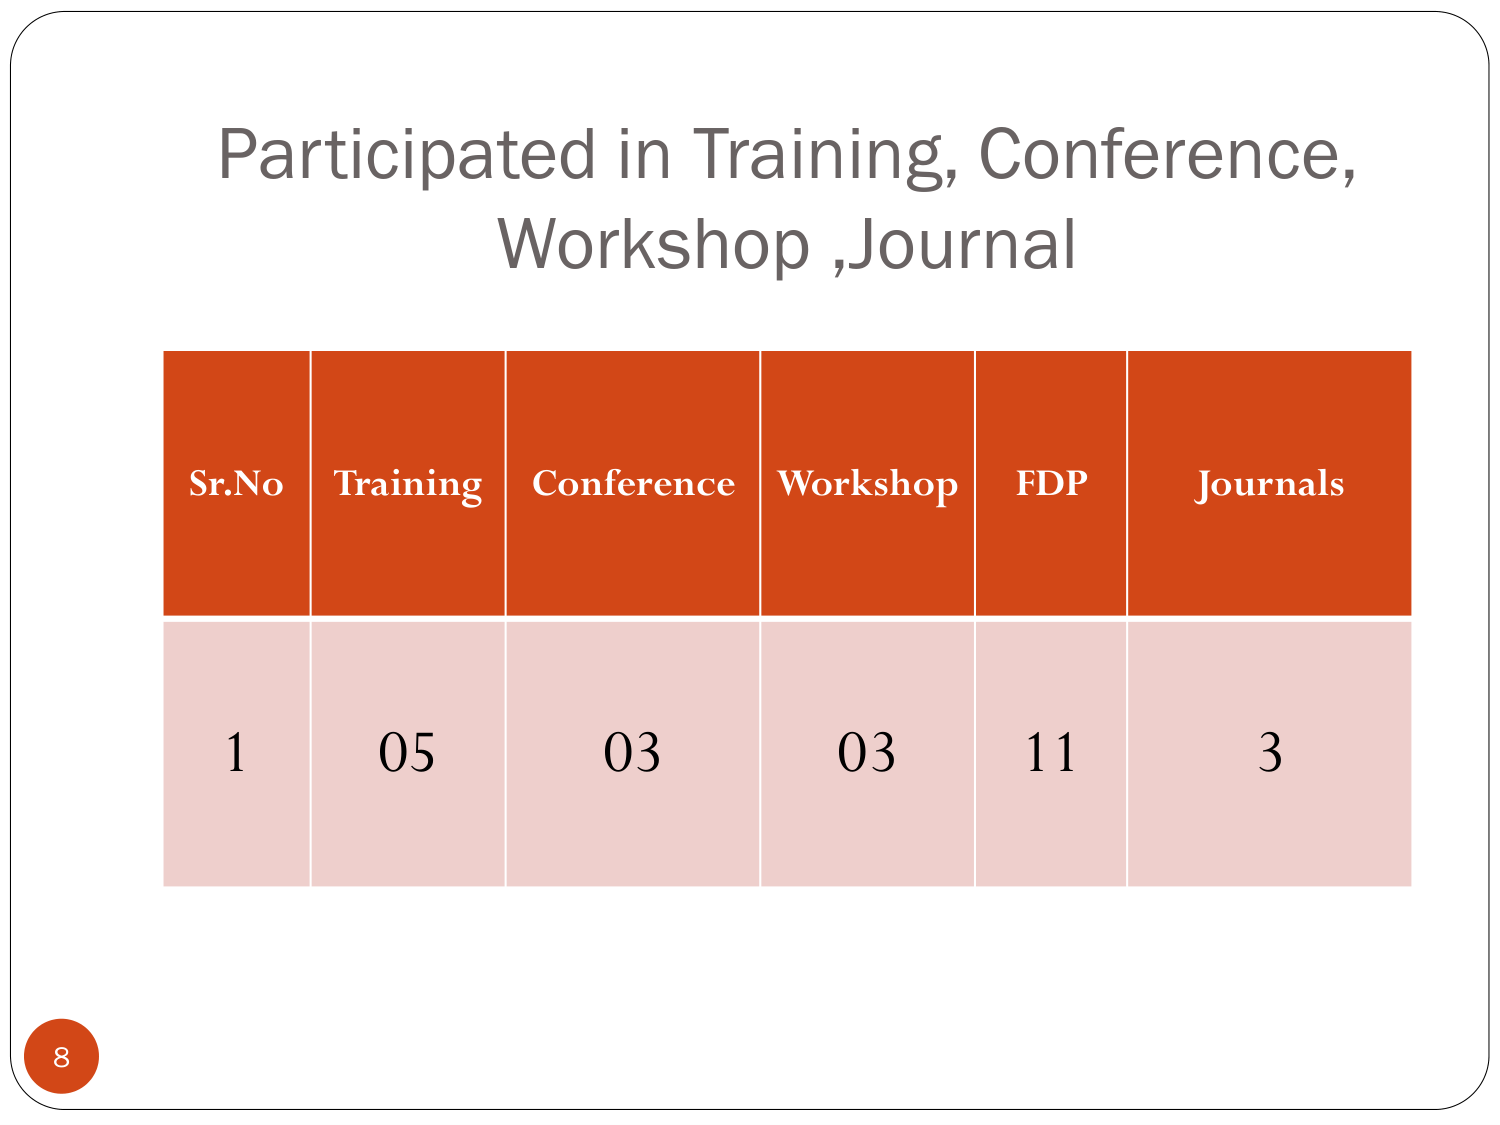 Participated in Training, Conference,
Workshop ,Journal
Sr.No Training Conference Workshop FDP Journals
1 05 03 03 11 3
8